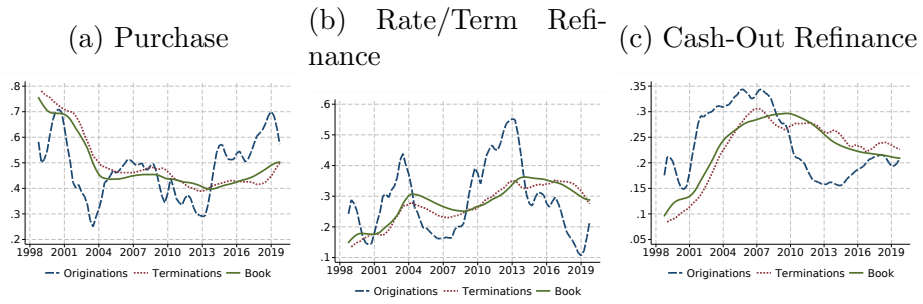 (a) Purchase
.8
.7
.6
.5
.4
.3
.2
1998 2001 2004 2007 2010 2013 2016 2019
Originations Terminations Book
(b) Rate/Term Refi-
nance
.6
.5
.4
.3
.2
.1
1998 2001 2004 2007 2010 2013 2016 2019
Originations Terminations Book
(c) Cash-Out Refinance
.35
.3
.25
.2
.15
.1
.05
1998 2001 2004 2007 2010 2013 2016 2019
Originations Terminations Book